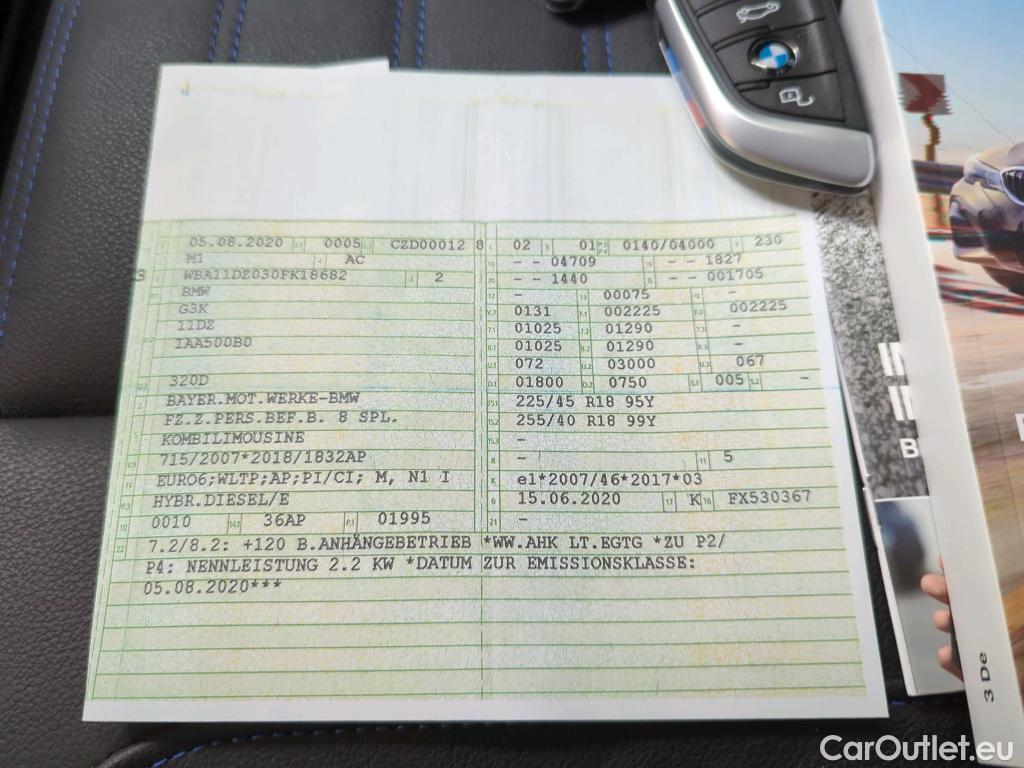 05.08.2020 0005 CZD00012 8 02 01 0140/04000 230
M1 AC - - 04709 - - 1827
3 WBA11DZ030FK18682 2 - - 1440 - - 001705
BMW - 00075 -
G3K 0131 002225 002225
11DZ 01025 01290 -
IAA500B0 01025 01290 -
072 03000 067
320D 01800 0750 005 -
BAYER.MOT.WERKE-BMW 225/45 R18 95Y
FZ.Z.PERS.BEF.B. 8 SPL. 255/40 R18 99Y
KOMBILIMOUSINE -
715/2007*2018/1832AP - 5
EURO6;WLTP;AP;PI/CI; M, N1 I e1*2007/46*2017*03
HYBR.DIESEL/E 15.06.2020 K FX530367
0010 36AP 01995 -
7.2/8.2: +120 B.ANHÄNGEBETRIEB *WW.AHK LT.EGTG *ZU P2/
P4: NENNLEISTUNG 2.2 KW *DATUM ZUR EMISSIONSKLASSE:
05.08.2020***
3 De
CarOutlet.eu